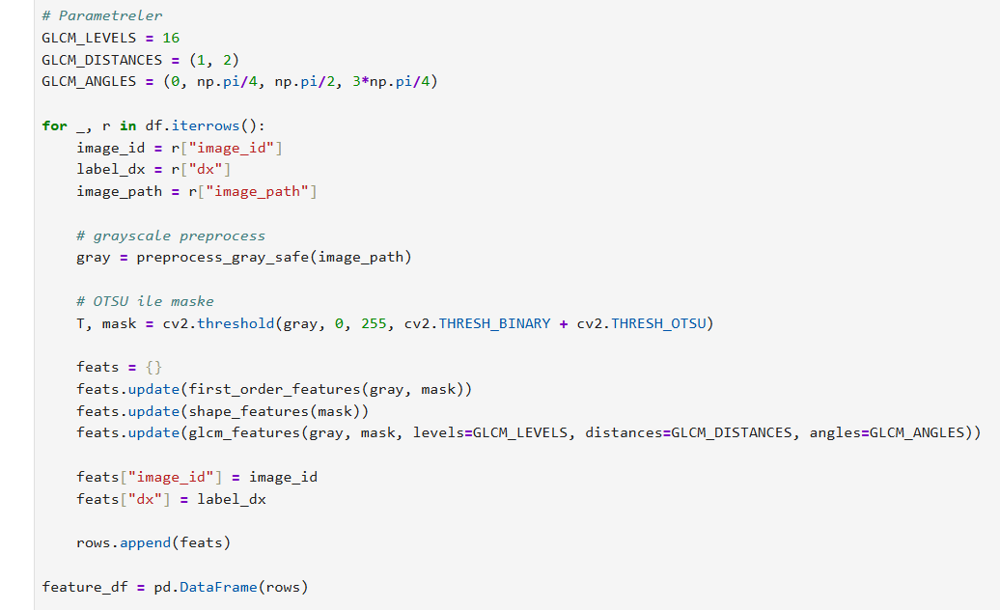 # Parametreler
GLCM_LEVELS = 16
GLCM_DISTANCES = (1, 2)
GLCM_ANGLES = (0, np.pi/4, np.pi/2, 3*np.pi/4)
for _, r in df.iterrows():
    image_id = r["image_id"]
    label_dx = r["dx"]
    image_path = r["image_path"]
    # grayscale preprocess
    gray = preprocess_gray_safe(image_path)
    # OTSU ile maske
    T, mask = cv2.threshold(gray, 0, 255, cv2.THRESH_BINARY + cv2.THRESH_OTSU)
    feats = {}
    feats.update(first_order_features(gray, mask))
    feats.update(shape_features(mask))
    feats.update(glcm_features(gray, mask, levels=GLCM_LEVELS, distances=GLCM_DISTANCES, angles=GLCM_ANGLES))
    feats["image_id"] = image_id
    feats["dx"] = label_dx
    rows.append(feats)
feature_df = pd.DataFrame(rows)